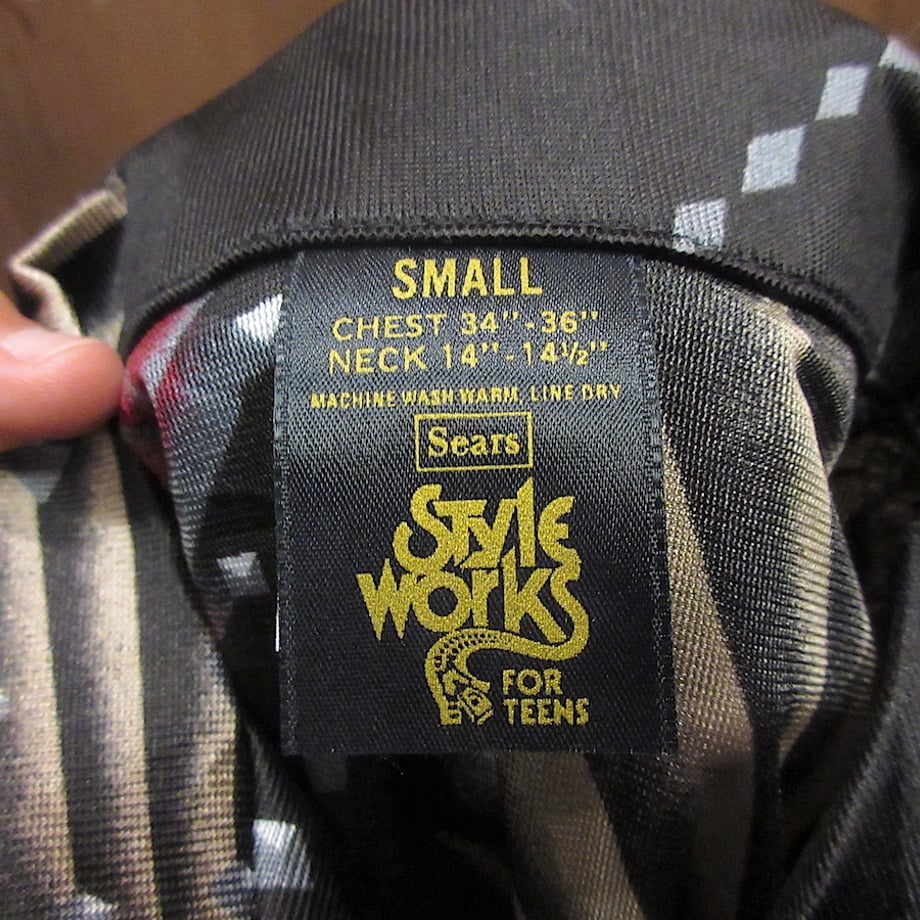 SMALL
CHEST 34"-36"
NECK 14"-14½"
MACHINE WASH WARM, LINE DRY
Sears
Style
works
FOR
TEENS